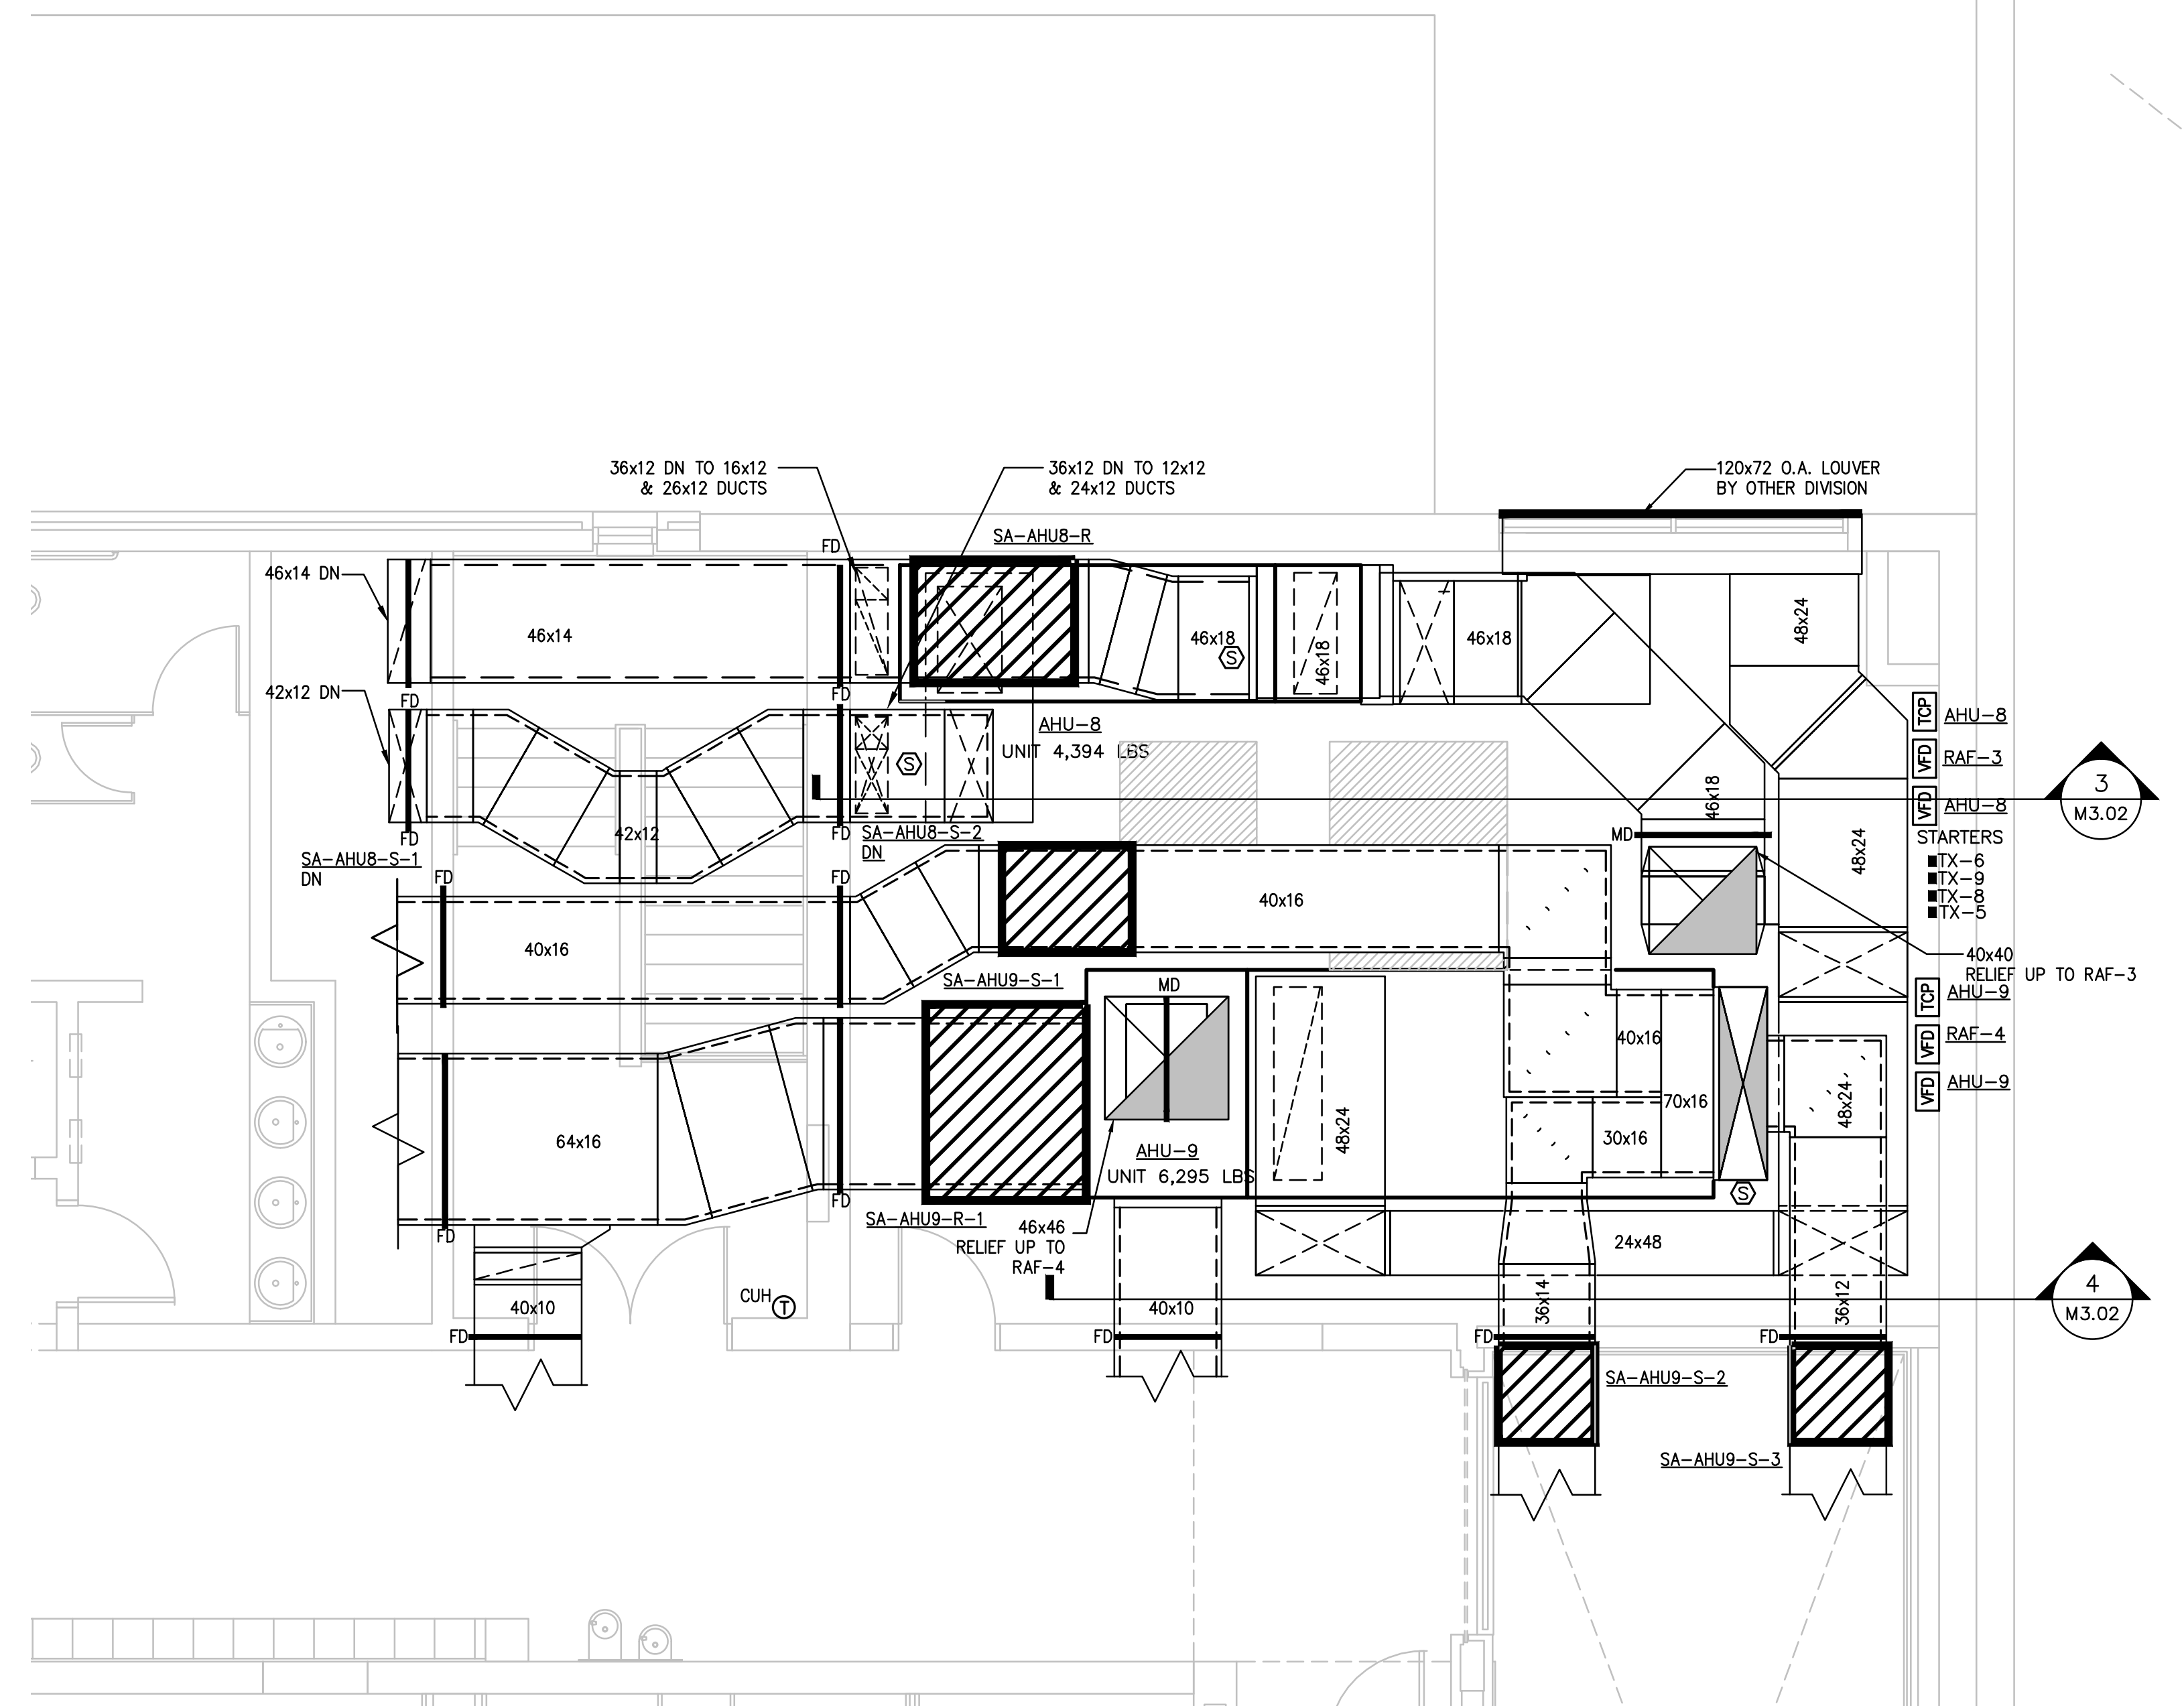 36x12 DN TO 16x12
& 26x12 DUCTS
36x12 DN TO 12x12
& 24x12 DUCTS
120x72 O.A. LOUVER
BY OTHER DIVISION
SA-AHU8-R
FD
46x14 DN
46x14
46x18
S
46x18
46x18
48x24
42x12 DN
FD
FD
AHU-8
UNIT 4,394 LBS
S
TCP
AHU-8
VFD
RAF-3
VFD
AHU-8
3
M3.02
46x18
MD
STARTERS
TX-6
TX-9
TX-8
TX-5
42x12
FD
FD
SA-AHU8-S-2
DN
SA-AHU8-S-1
DN
48x24
FD
FD
40x16
40x16
40x40
RELIEF UP TO RAF-3
SA-AHU9-S-1
MD
TCP
AHU-9
VFD
RAF-4
VFD
AHU-9
40x16
70x16
48x24
48x24
30x16
64x16
AHU-9
UNIT 6,295 LBS
S
FD
SA-AHU9-R-1
FD
46x46
RELIEF UP TO
RAF-4
24x48
4
M3.02
CUH
T
40x10
40x10
36x14
36x12
FD
FD
FD
FD
SA-AHU9-S-2
SA-AHU9-S-3